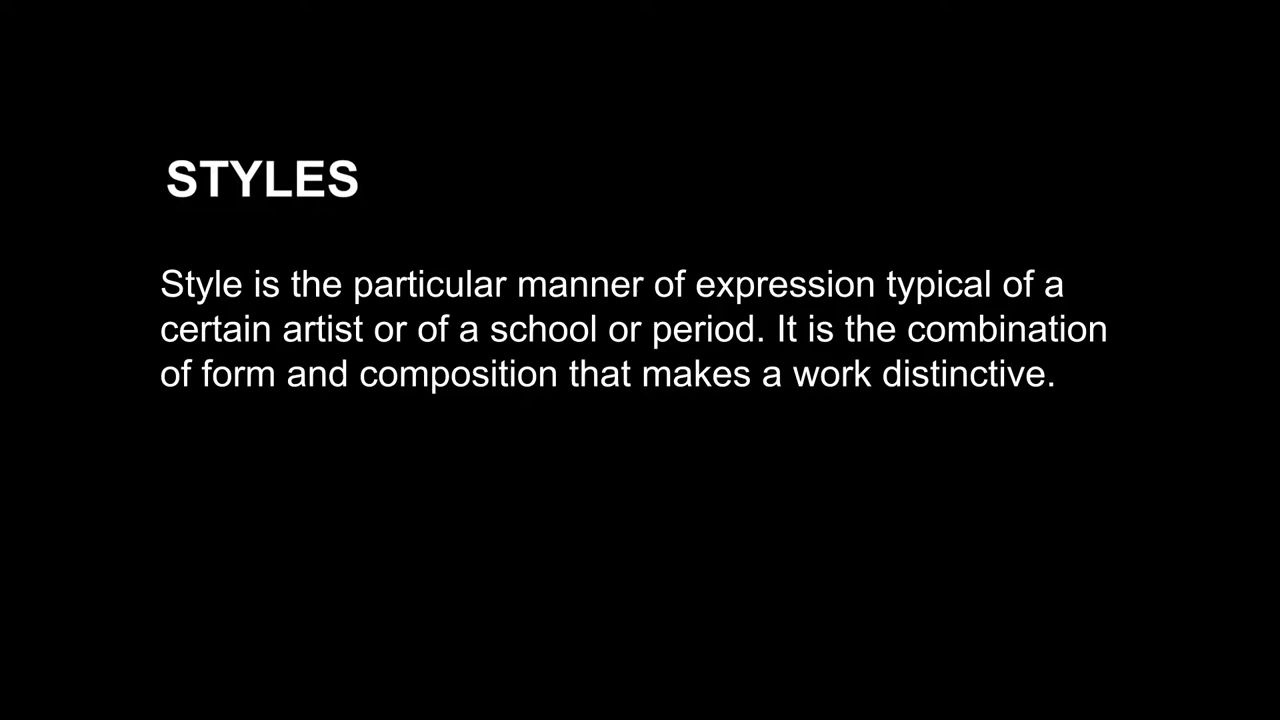 STYLES
Style is the particular manner of expression typical of a
certain artist or of a school or period. It is the combination
of form and composition that makes a work distinctive.